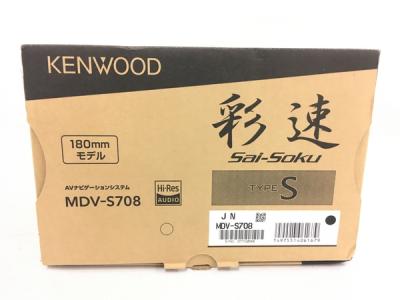 KENWOOD
180mm
モデル
彩速
Sai-Soku
TYPE S
AVナビゲーションシステム
MDV-S708
Hi-Res
AUDIO
J N
MDV-S708